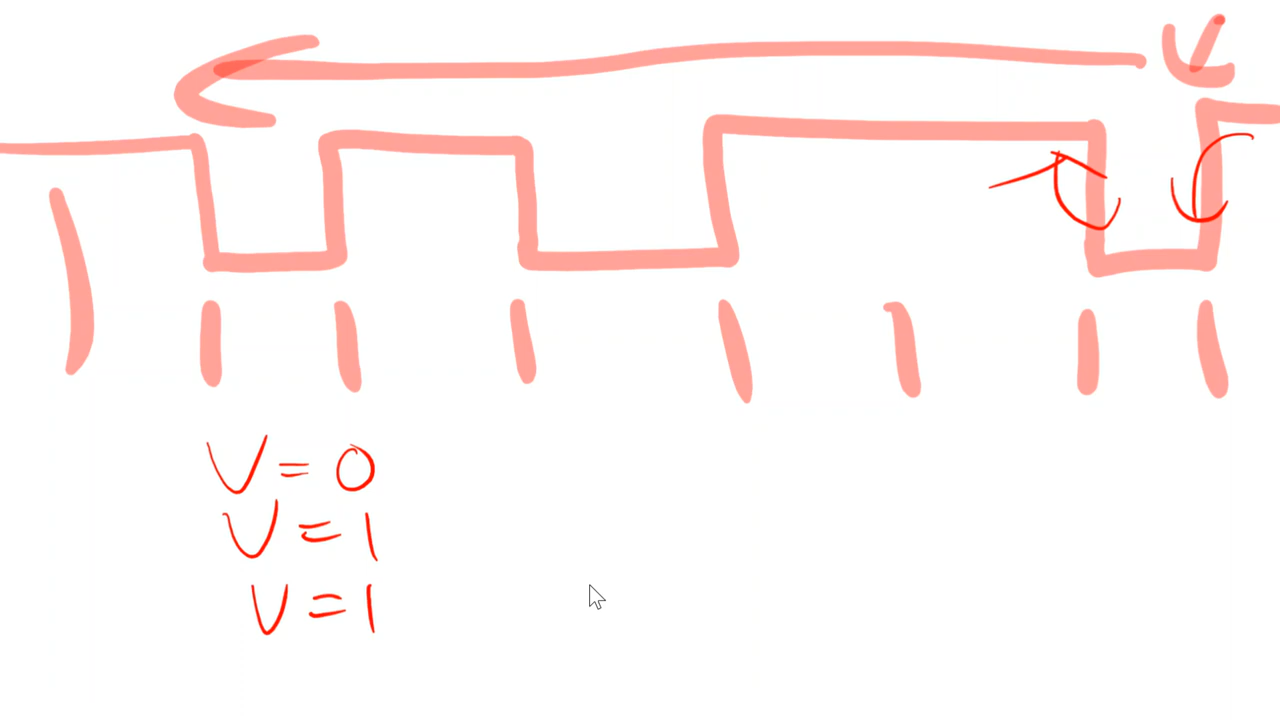 V = 0
V = 1
V = 1